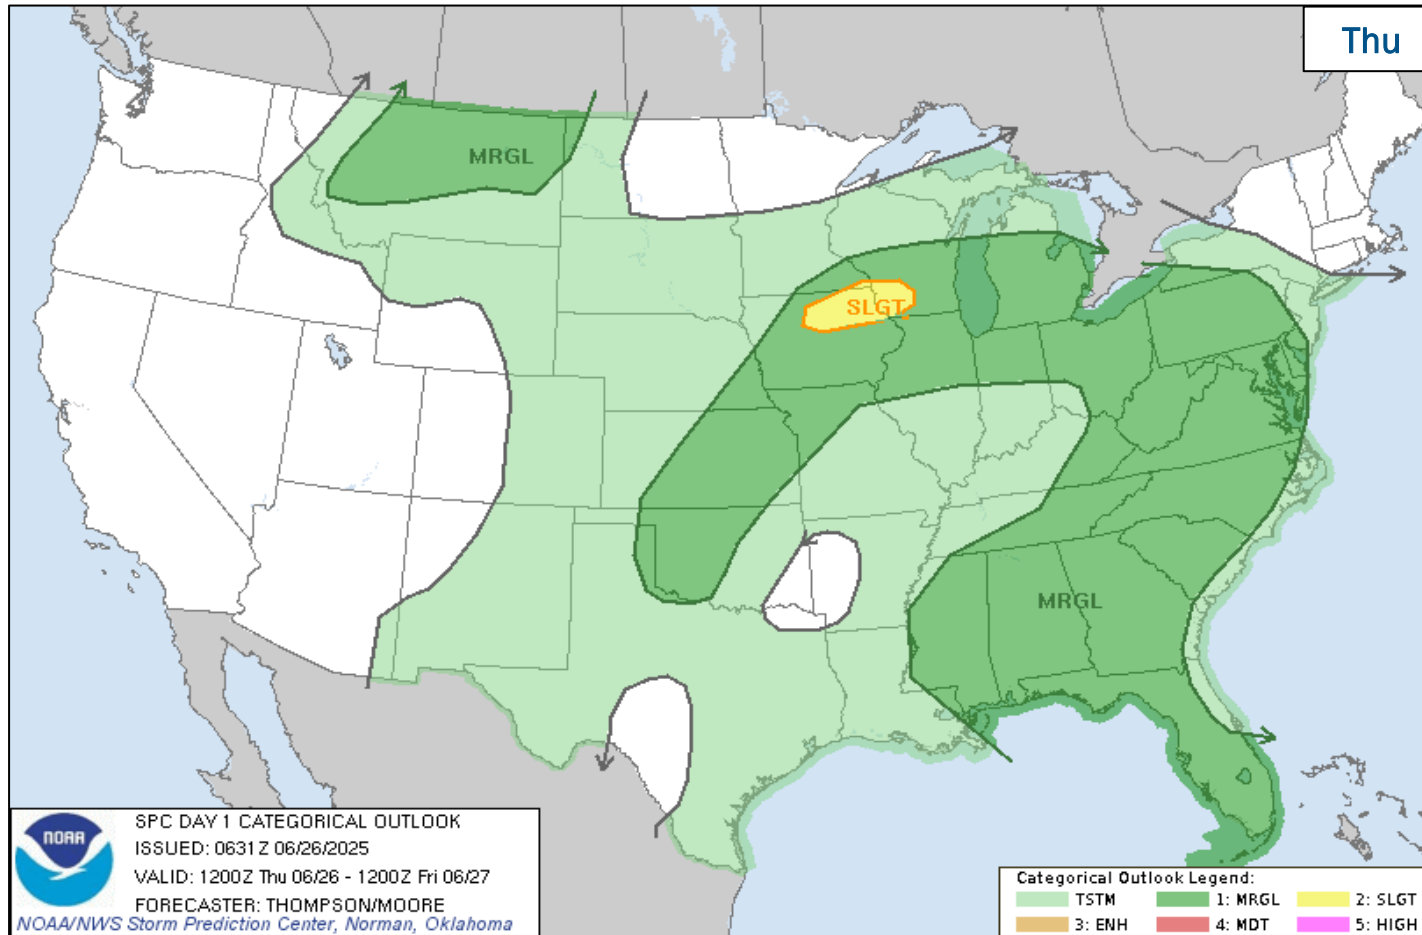 Thu
MRGL
SLGT
MRGL
NOAA
SPC DAY 1 CATEGORICAL OUTLOOK
ISSUED: 0631Z 06/26/2025
VALID: 1200Z Thu 06/26 - 1200Z Fri 06/27
FORECASTER: THOMPSON/MOORE
NOAA/NWS Storm Prediction Center, Norman, Oklahoma
Categorical Outlook Legend:
TSTM 1: MRGL 2: SLGT
3: ENH 4: MDT 5: HIGH